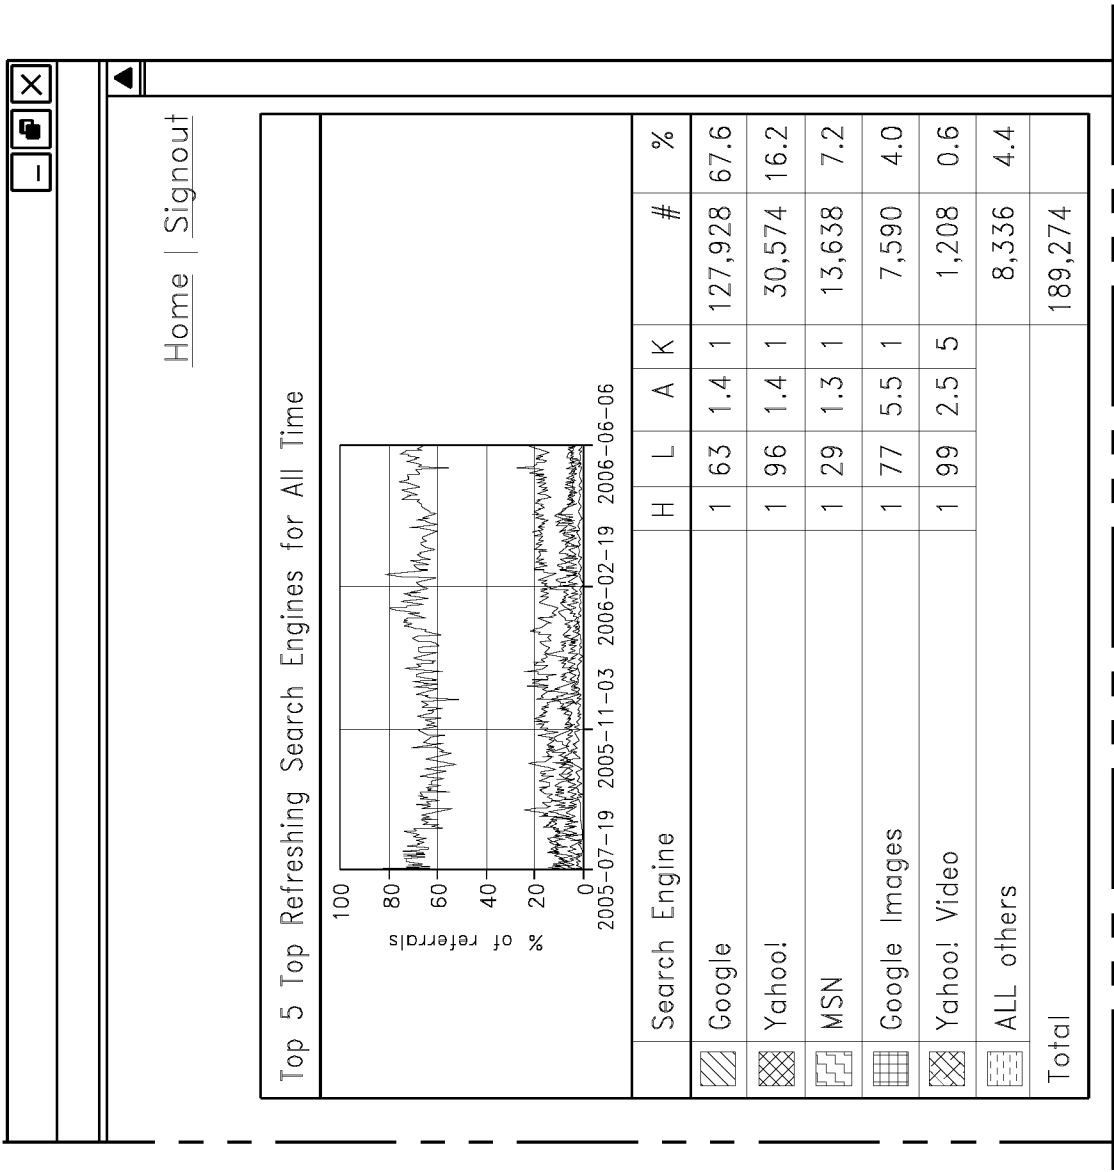 Home | Signout
Top 5 Top Refreshing Search Engines for All Time
% of referrals
100
80
60
40
20
0
2005-07-19 2005-11-03 2006-02-19 2006-06-06
Search Engine H L A K # %
Google 1 63 1.4 1 127,928 67.6
Yahoo! 1 96 1.4 1 30,574 16.2
MSN 1 29 1.3 1 13,638 7.2
Google Images 1 77 5.5 1 7,590 4.0
Yahoo! Video 1 99 2.5 5 1,208 0.6
ALL others 8,336 4.4
Total 189,274